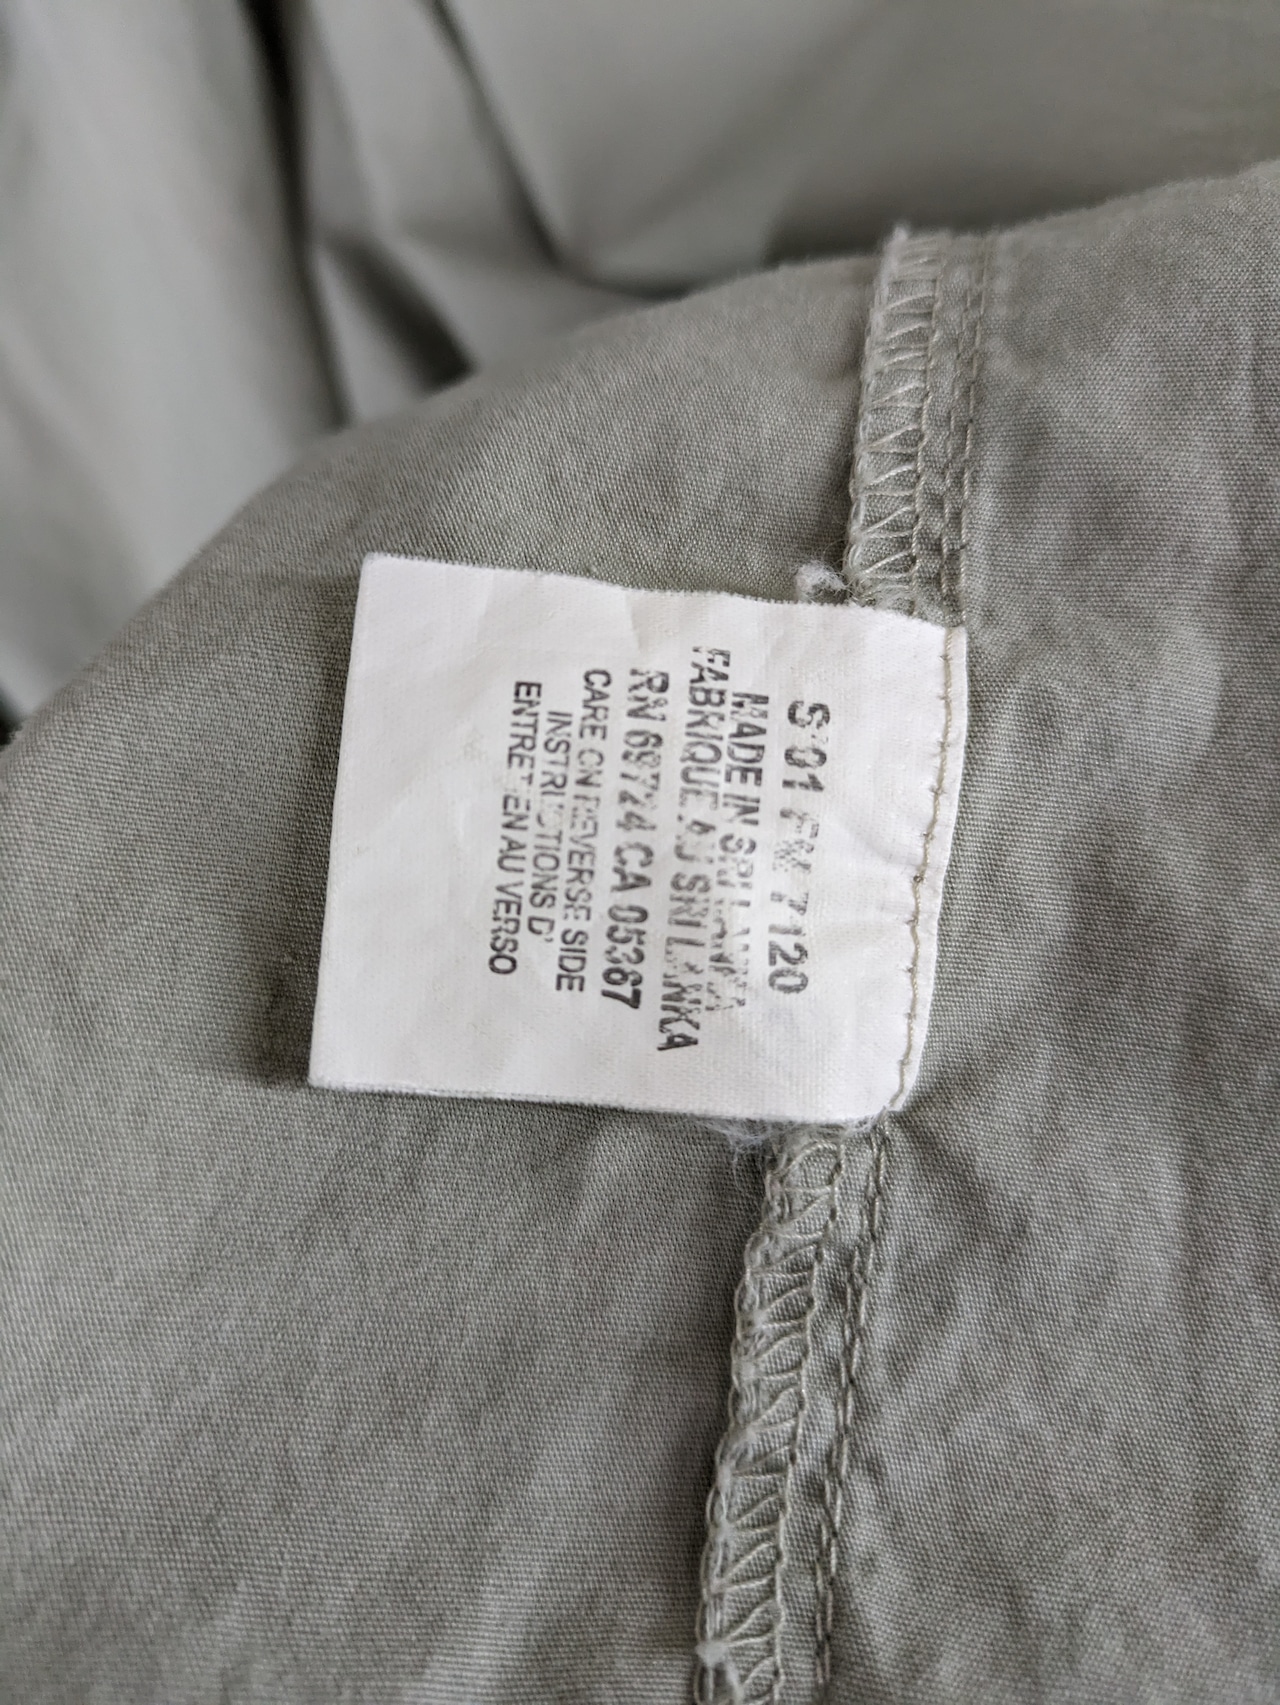 S'01 FW 7120
MADE IN SRI LANKA
FABRIQUE AU SRI LANKA
RN 69724 CA 05367
CARE ON REVERSE SIDE
INSTRUCTIONS D'
ENTRETEN AU VERSO